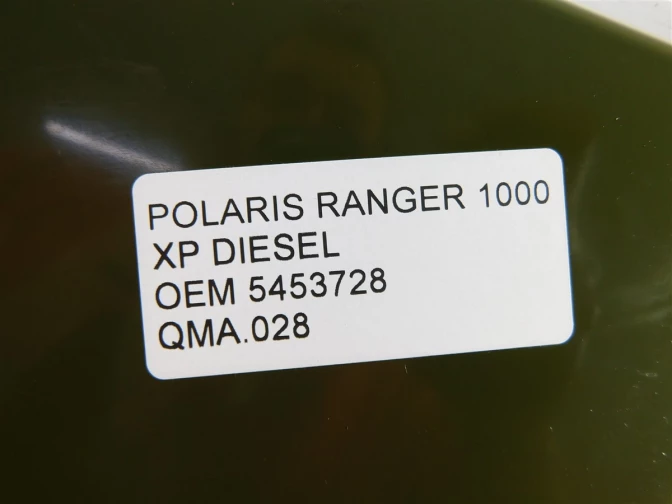 POLARIS RANGER 1000
XP DIESEL
OEM 5453728
QMA.028